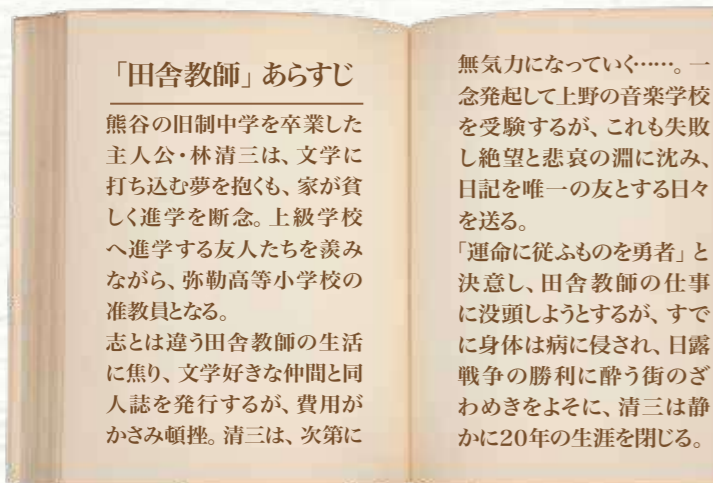 「田舎教師」あらすじ
熊谷の旧制中学を卒業した
主人公・林清三は、文学に
打ち込む夢を抱くも、家が貧
しく進学を断念。上級学校
へ進学する友人たちを羨み
ながら、弥勒高等小学校の
准教員となる。
志とは違う田舎教師の生活
に焦り、文学好きな仲間と同
人誌を発行するが、費用が
かさみ頓挫。清三は、次第に
無気力になっていく……。一
念発起して上野の音楽学校
を受験するが、これも失敗
し絶望と悲哀の淵に沈み、
日記を唯一の友とする日々
を送る。
「運命に従ふものを勇者」と
決意し、田舎教師の仕事
に没頭しようとするが、すで
に身体は病に侵され、日露
戦争の勝利に酔う街のざ
わめきをよそに、清三は静
かに20年の生涯を閉じる。